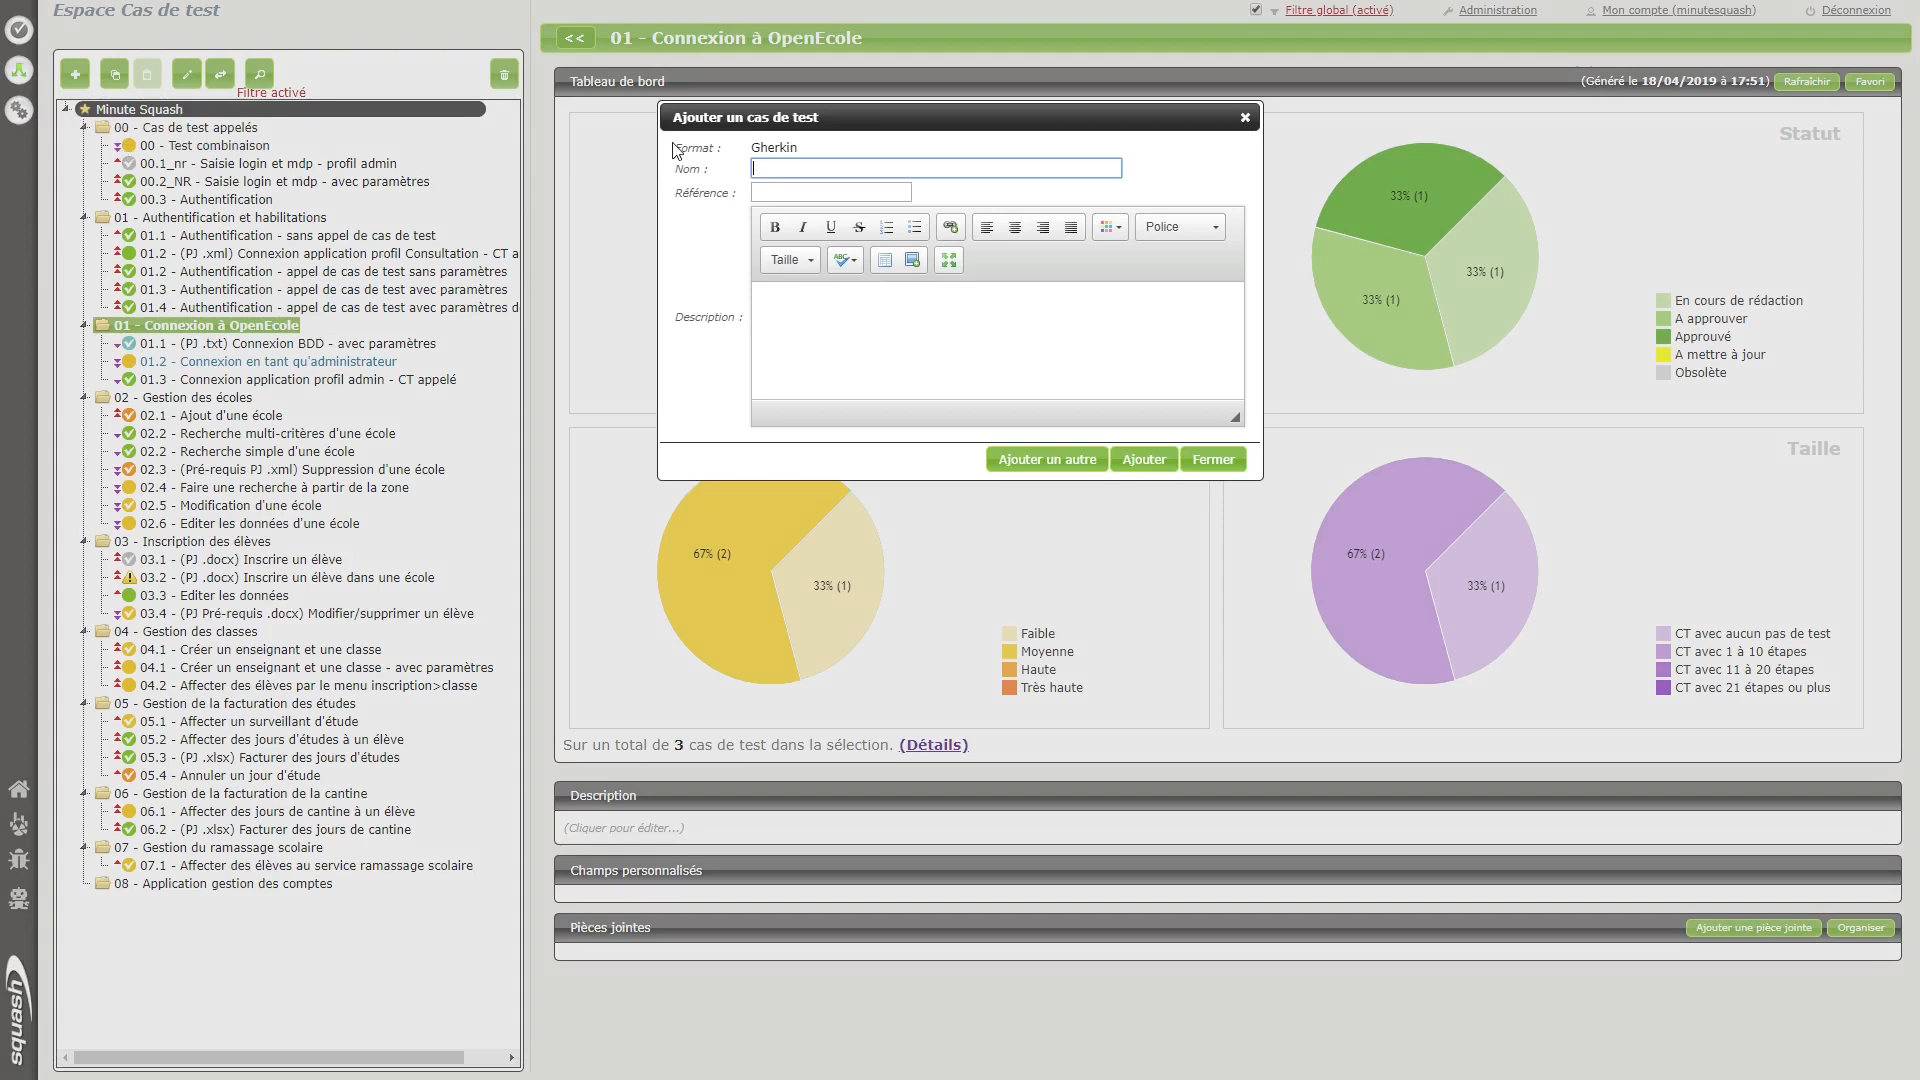 Espace Cas de test
Filtre global (activé)
Administration
Mon compte (minutesquash)
Déconnexion
<<
01 - Connexion à OpenEcole
Filtre activé
Minute Squash
00 - Cas de test appelés
00 - Test combinaison
00.1_nr - Saisie login et mdp - profil admin
00.2_NR - Saisie login et mdp - avec paramètres
00.3 - Authentification
01 - Authentification et habilitations
01.1 - Authentification - sans appel de cas de test
01.2 - (PJ .xml) Connexion application profil Consultation - CT a
01.2 - Authentification - appel de cas de test sans paramètres
01.3 - Authentification - appel de cas de test avec paramètres
01.4 - Authentification - appel de cas de test avec paramètres d
01 - Connexion à OpenEcole
01.1 - (PJ .txt) Connexion BDD - avec paramètres
01.2 - Connexion en tant qu'administrateur
01.3 - Connexion application profil admin - CT appelé
02 - Gestion des écoles
02.1 - Ajout d'une école
02.2 - Recherche multi-critères d'une école
02.2 - Recherche simple d'une école
02.3 - (Pré-requis PJ .xml) Suppression d'une école
02.4 - Faire une recherche à partir de la zone
02.5 - Modification d'une école
02.6 - Editer les données d'une école
03 - Inscription des élèves
03.1 - (PJ .docx) Inscrire un élève
03.2 - (PJ .docx) Inscrire un élève dans une école
03.3 - Editer les données
03.4 - (PJ Pré-requis .docx) Modifier/supprimer un élève
04 - Gestion des classes
04.1 - Créer un enseignant et une classe
04.1 - Créer un enseignant et une classe - avec paramètres
04.2 - Affecter des élèves par le menu inscription>classe
05 - Gestion de la facturation des études
05.1 - Affecter un surveillant d'étude
05.2 - Affecter des jours d'études à un élève
05.3 - (PJ .xlsx) Facturer des jours d'études
05.4 - Annuler un jour d'étude
06 - Gestion de la facturation de la cantine
06.1 - Affecter des jours de cantine à un élève
06.2 - (PJ .xlsx) Facturer des jours de cantine
07 - Gestion du ramassage scolaire
07.1 - Affecter des élèves au service ramassage scolaire
08 - Application gestion des comptes
squash
Tableau de bord
(Généré le 18/04/2019 à 17:51)
Rafraîchir
Favori
Ajouter un cas de test
Format :
Gherkin
Nom :
Référence :
B I U S
Police
Taille
ABC
Description :
Ajouter un autre
Ajouter
Fermer
Statut
33% (1)
33% (1)
33% (1)
En cours de rédaction
A approuver
Approuvé
A mettre à jour
Obsolète
67% (2)
33% (1)
Faible
Moyenne
Haute
Très haute
Taille
67% (2)
33% (1)
CT avec aucun pas de test
CT avec 1 à 10 étapes
CT avec 11 à 20 étapes
CT avec 21 étapes ou plus
Sur un total de 3 cas de test dans la sélection. (Détails)
Description
(Cliquer pour éditer...)
Champs personnalisés
Pièces jointes
Ajouter une pièce jointe
Organiser